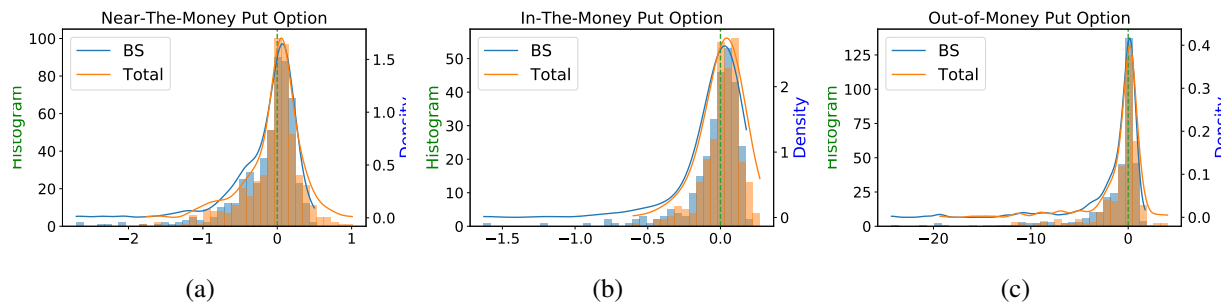 Near-The-Money Put Option
BS
Total
Histogram
Density
100
80
60
40
20
0
1.5
1.0
0.5
0.0
−2
−1
0
1
(a)
In-The-Money Put Option
BS
Total
Histogram
Density
50
40
30
20
10
0
2
1
0
−1.5
−1.0
−0.5
0.0
(b)
Out-of-Money Put Option
BS
Total
Histogram
Density
125
100
75
50
25
0
0.4
0.3
0.2
0.1
0.0
−20
−10
0
(c)